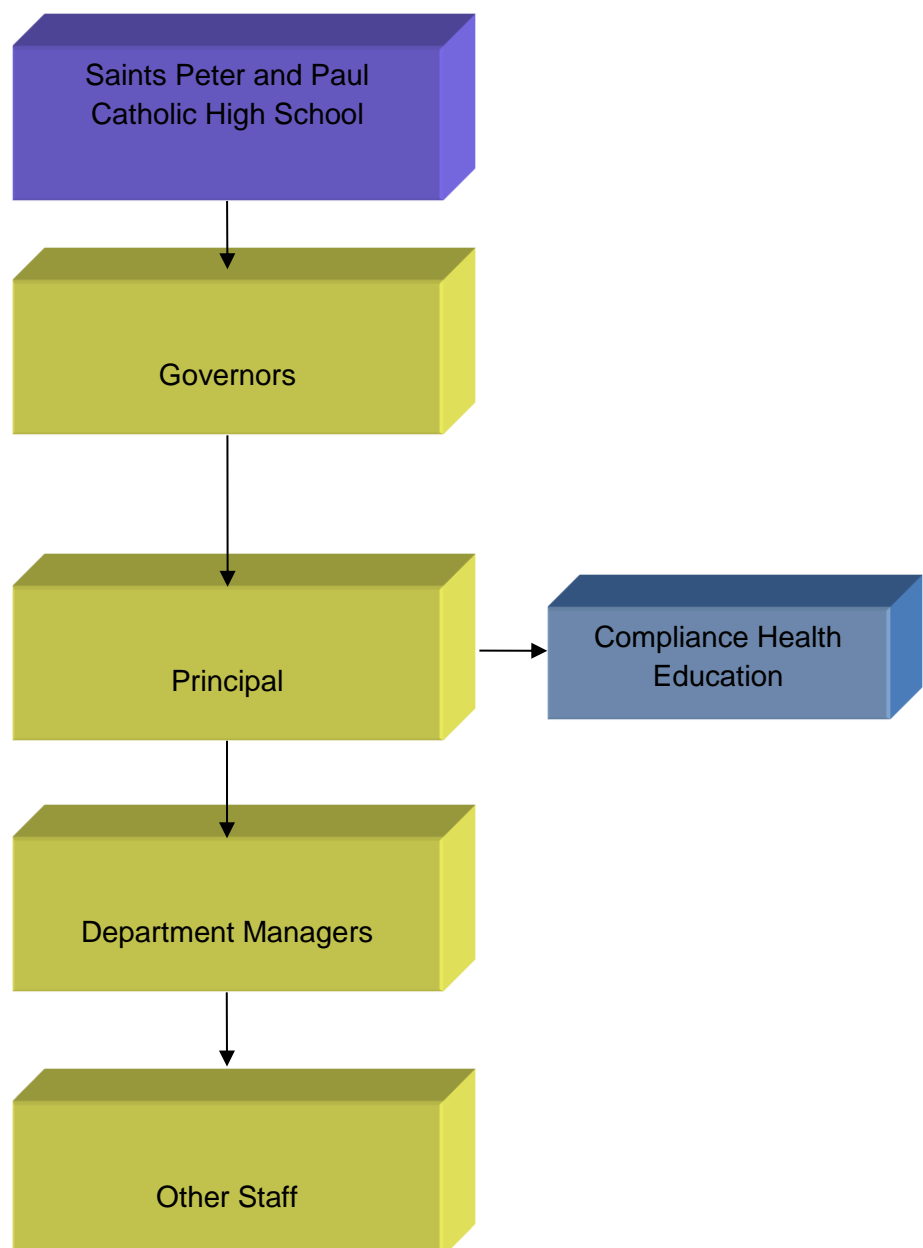 Saints Peter and Paul
Catholic High School
Governors
Principal
Compliance Health
Education
Department Managers
Other Staff